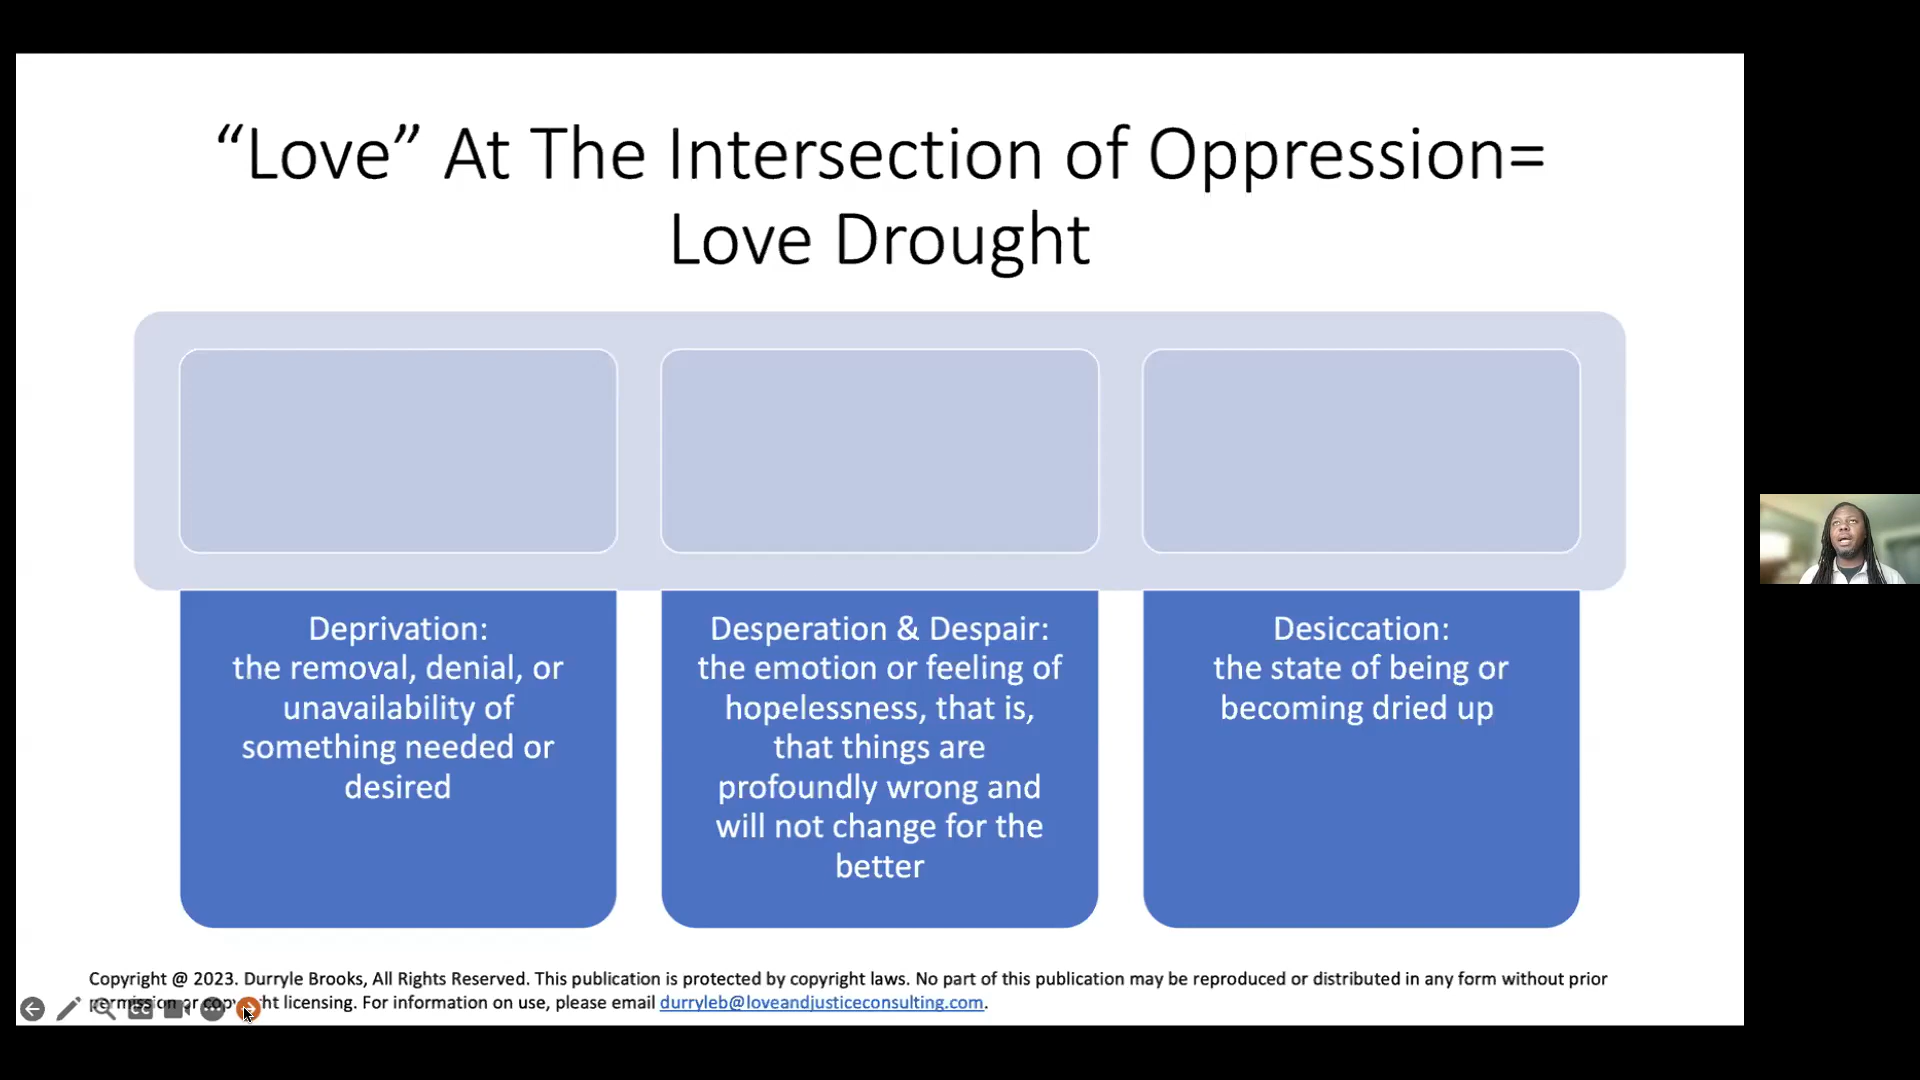 “Love” At The Intersection of Oppression=
Love Drought
Deprivation:
the removal, denial, or
unavailability of
something needed or
desired
Desperation & Despair:
the emotion or feeling of
hopelessness, that is,
that things are
profoundly wrong and
will not change for the
better
Desiccation:
the state of being or
becoming dried up
Copyright @ 2023. Durryle Brooks, All Rights Reserved. This publication is protected by copyright laws. No part of this publication may be reproduced or distributed in any form without prior
permission or copyright licensing. For information on use, please email durryleb@loveandjusticeconsulting.com.
CC